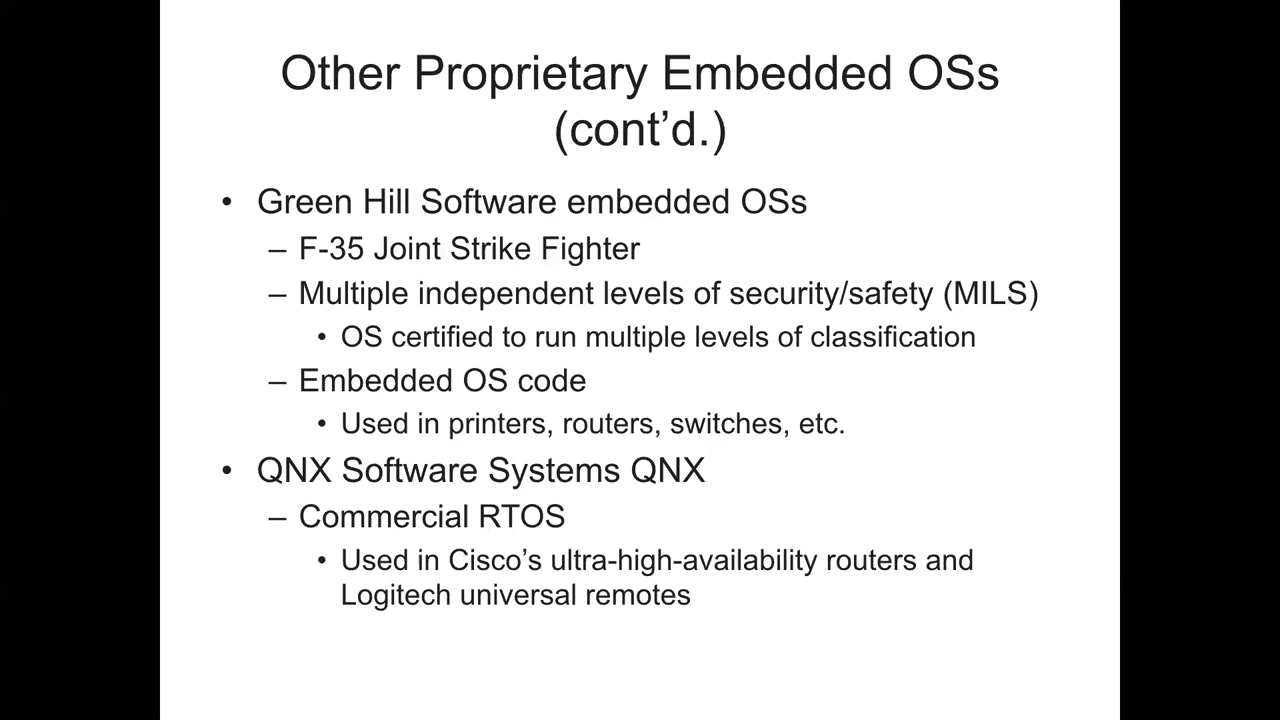 Other Proprietary Embedded OSs
(cont’d.)
• Green Hill Software embedded OSs
– F-35 Joint Strike Fighter
– Multiple independent levels of security/safety (MILS)
• OS certified to run multiple levels of classification
– Embedded OS code
• Used in printers, routers, switches, etc.
• QNX Software Systems QNX
– Commercial RTOS
• Used in Cisco’s ultra-high-availability routers and
Logitech universal remotes